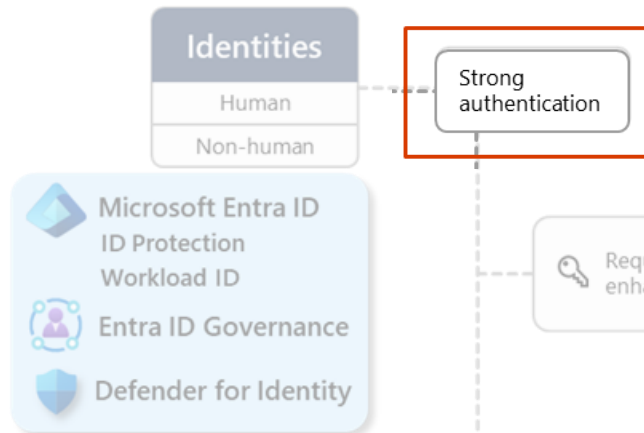 Identities
Human
Non-human
Strong
authentication
Microsoft Entra ID
ID Protection
Workload ID
Entra ID Governance
Defender for Identity